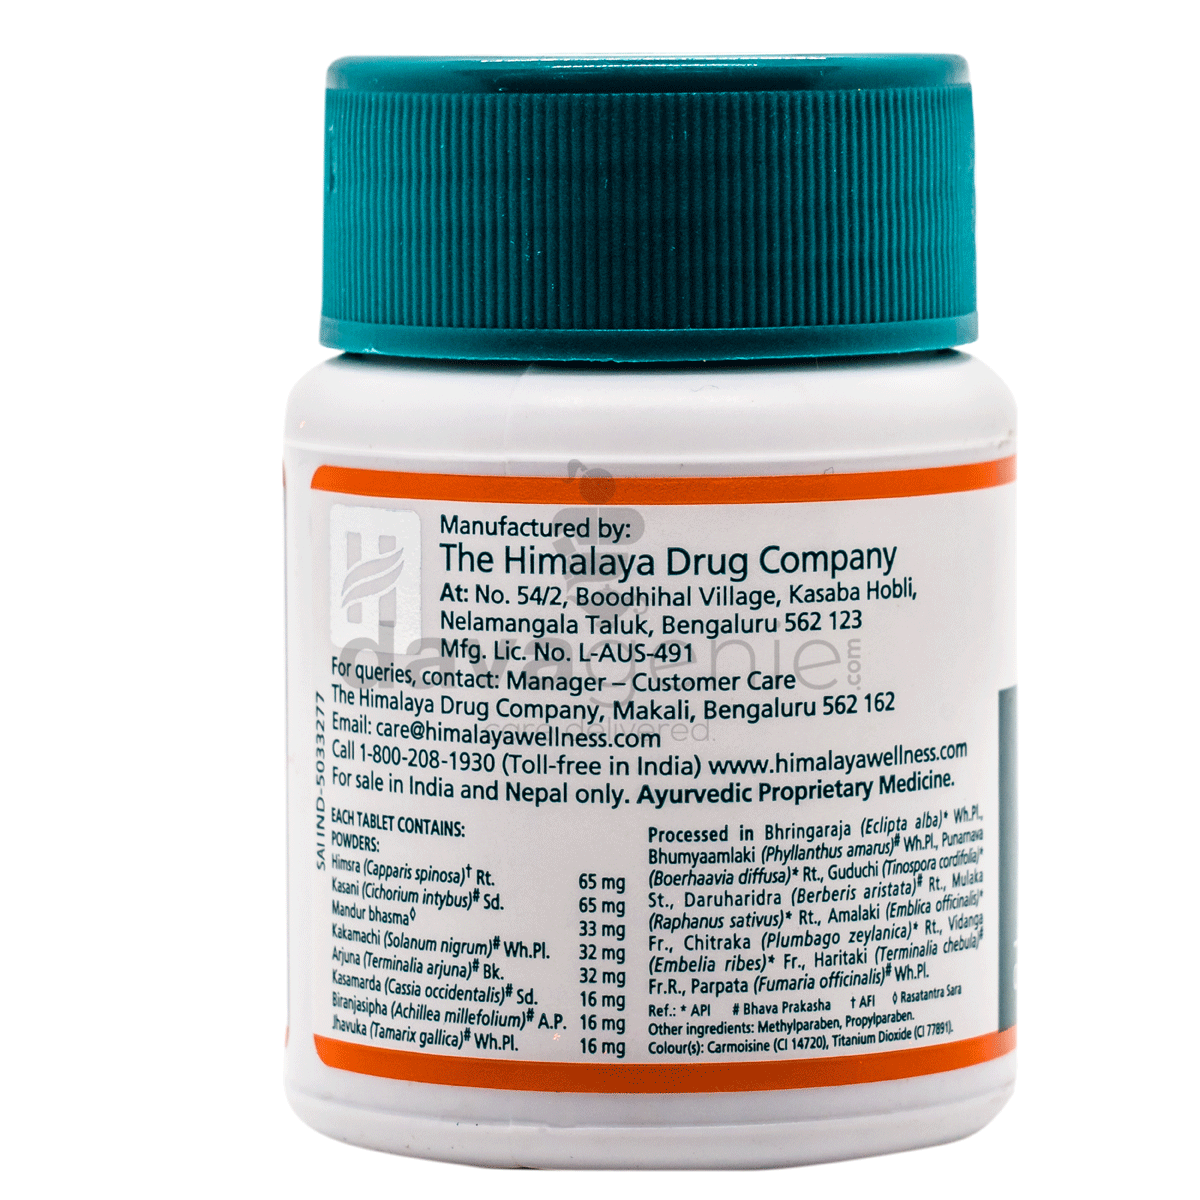 Manufactured by:
The Himalaya Drug Company
At: No. 54/2, Boodhihal Village, Kasaba Hobli,
Nelamangala Taluk, Bengaluru 562 123
Mfg. Lic. No. L-AUS-491
For queries, contact: Manager – Customer Care
The Himalaya Drug Company, Makali, Bengaluru 562 162
Email: care@himalayawellness.com
Call 1-800-208-1930 (Toll-free in India) www.himalayawellness.com
For sale in India and Nepal only. Ayurvedic Proprietary Medicine.
EACH TABLET CONTAINS:
POWDERS:
Himsra (Capparis spinosa)† Rt. 65 mg
Kasani (Cichorium intybus)# Sd. 65 mg
Mandur bhasma◊ 33 mg
Kakamachi (Solanum nigrum)# Wh.Pl. 32 mg
Arjuna (Terminalia arjuna)# Bk. 32 mg
Kasamarda (Cassia occidentalis)# Sd. 16 mg
Biranjasipha (Achillea millefolium)# A.P. 16 mg
Jhavuka (Tamarix gallica)# Wh.Pl. 16 mg
Processed in Bhringaraja (Eclipta alba)* Wh.Pl.,
Bhumyaamlaki (Phyllanthus amarus)# Wh.Pl., Punarnava
(Boerhaavia diffusa)* Rt., Guduchi (Tinospora cordifolia)*
St., Daruharidra (Berberis aristata)# Rt., Mulaka
(Raphanus sativus)* Rt., Amalaki (Emblica officinalis)*
Fr., Chitraka (Plumbago zeylanica)* Rt., Vidanga
(Embelia ribes)* Fr., Haritaki (Terminalia chebula)#
Fr.R., Parpata (Fumaria officinalis)# Wh.Pl.
Ref.: * API # Bhava Prakasha † AFI ◊ Rasatantra Sara
Other ingredients: Methylparaben, Propylparaben.
Colour(s): Carmoisine (CI 14720), Titanium Dioxide (CI 77891).
SAI IND-5033277
davagenie.com
care delivered.